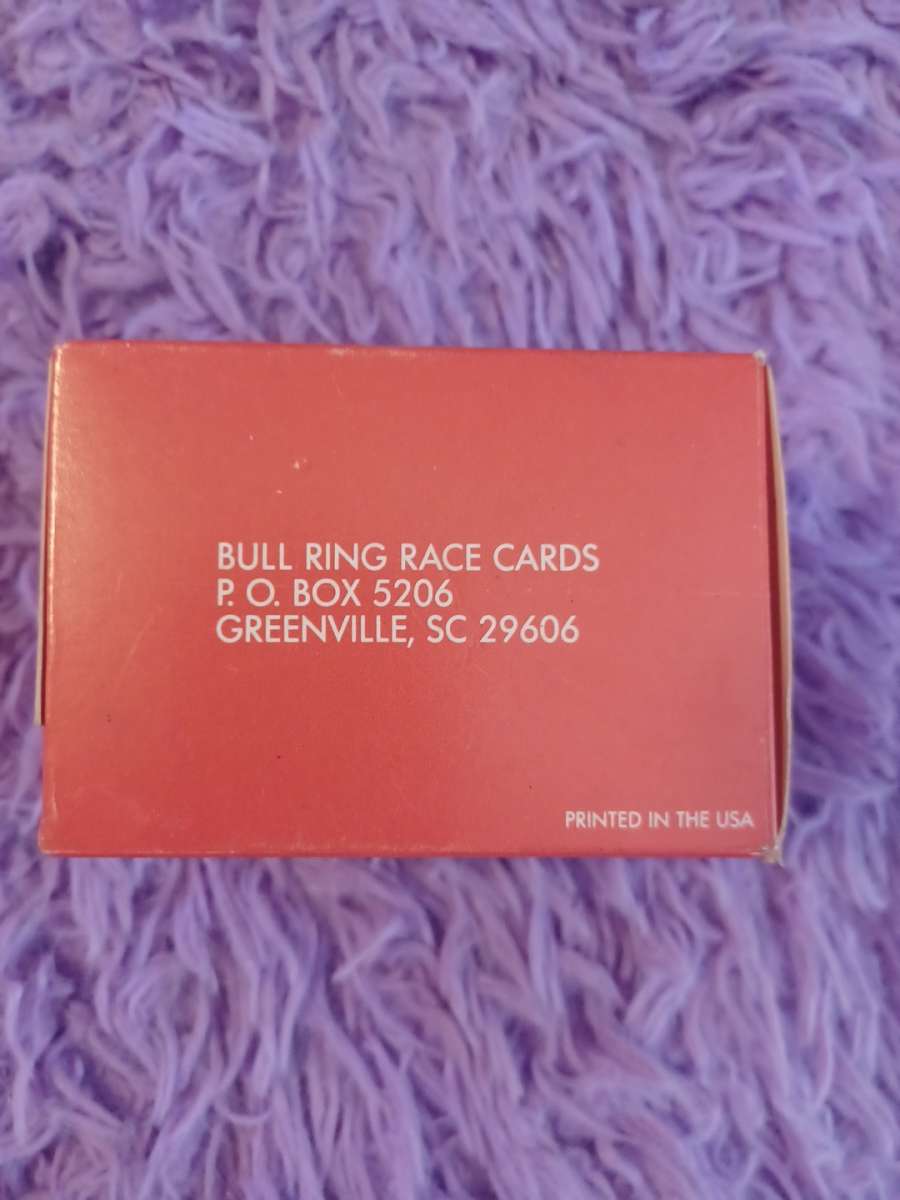 BULL RING RACE CARDS
P. O. BOX 5206
GREENVILLE, SC 29606
PRINTED IN THE USA